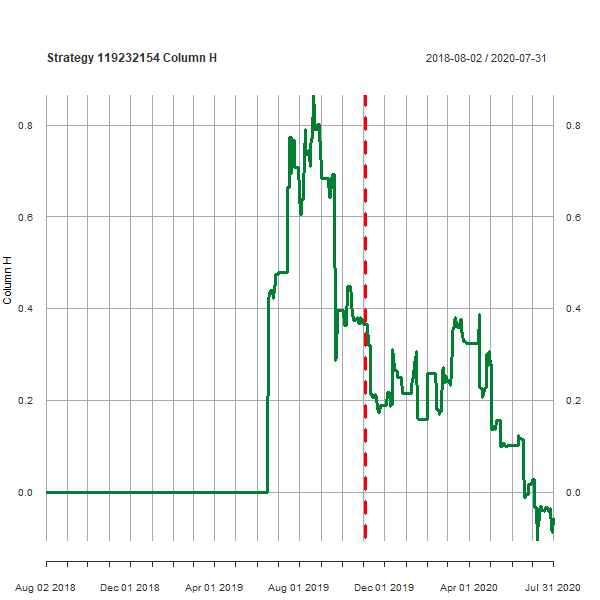 Strategy 119232154 Column H
2018-08-02 / 2020-07-31
0.8
0.8
0.6
0.6
Column H
0.4
0.4
0.2
0.2
0.0
0.0
Aug 02 2018
Dec 01 2018
Apr 01 2019
Aug 01 2019
Dec 01 2019
Apr 01 2020
Jul 31 2020